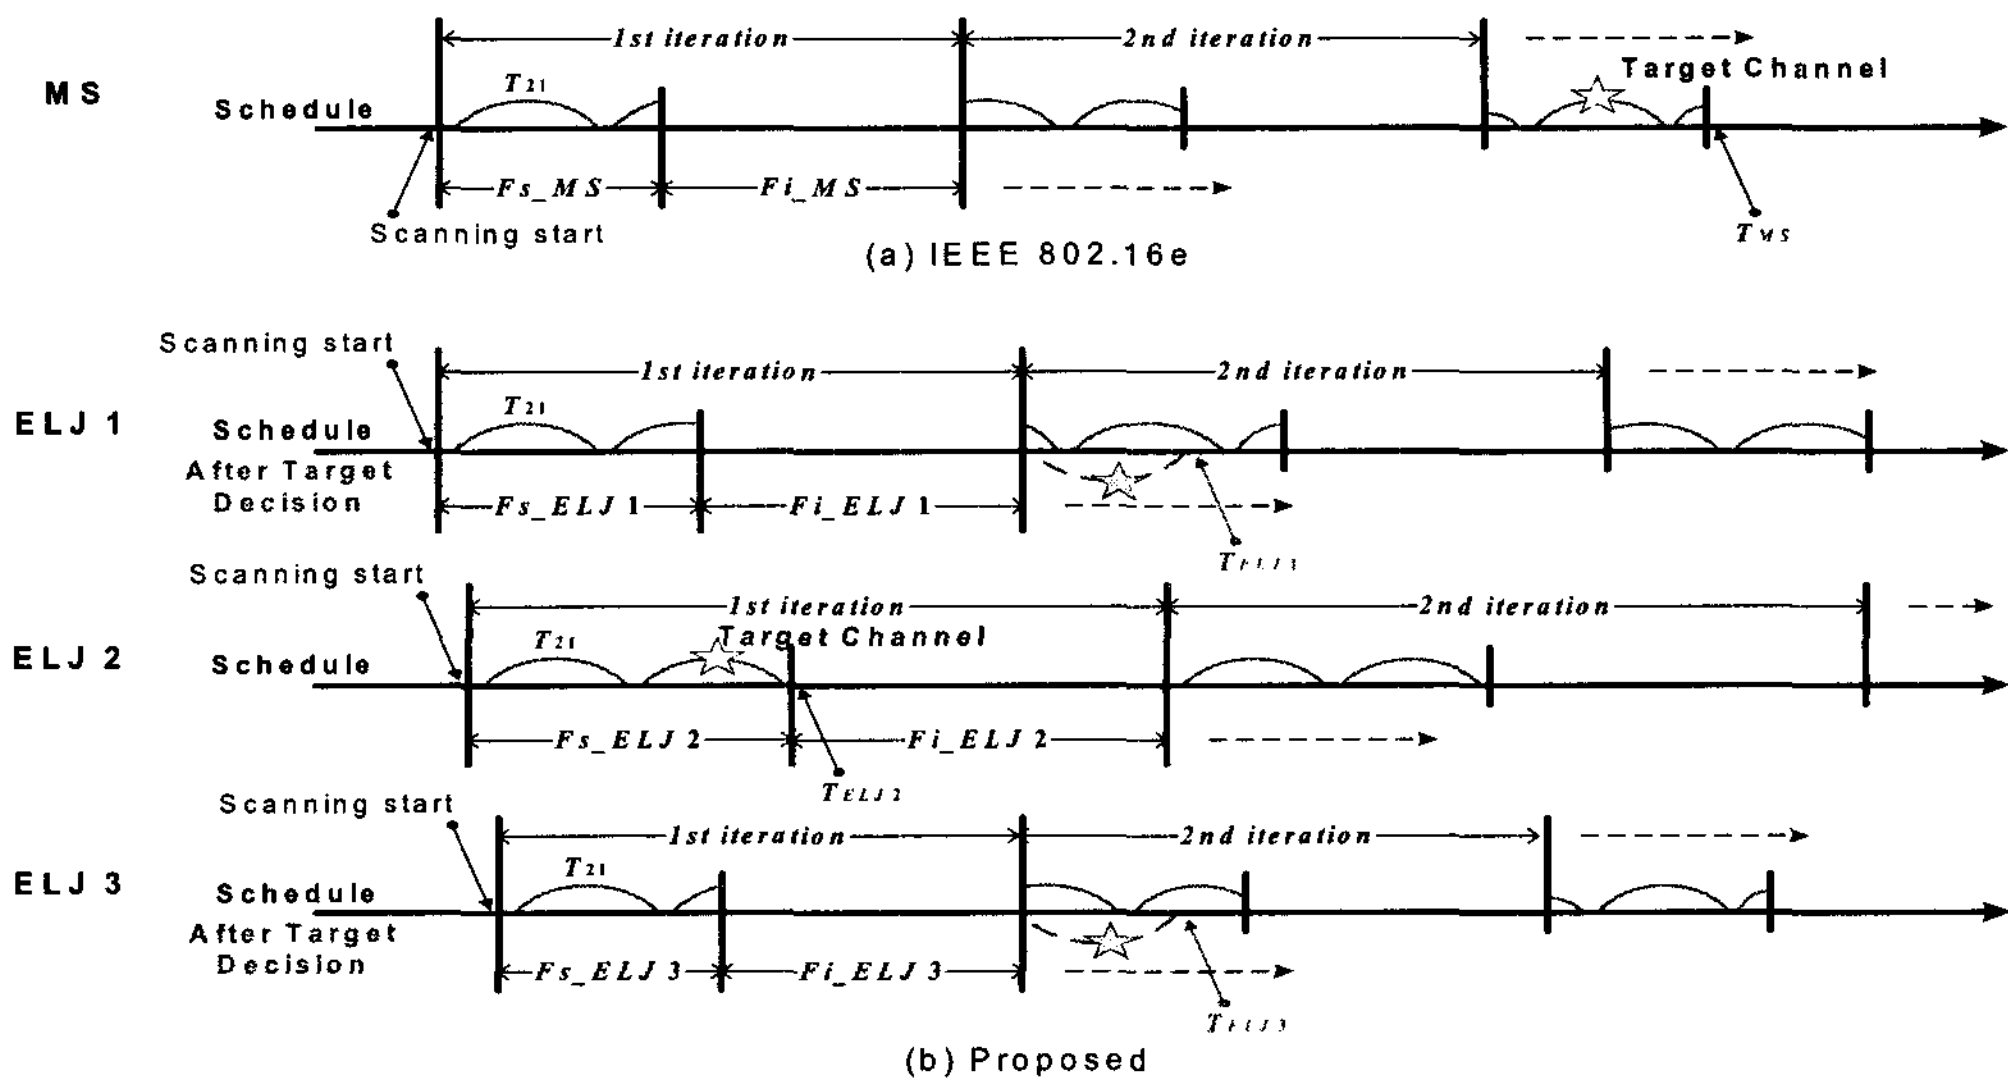 1st iteration
2nd iteration
Target Channel
MS
Schedule
T21
Fs_MS
Fi_MS
Scanning start
TMS
(a) IEEE 802.16e
Scanning start
1st iteration
2nd iteration
ELJ 1
Schedule
T21
After Target
Decision
Fs_ELJ 1
Fi_ELJ 1
TELJ1
Scanning start
1st iteration
2nd iteration
Target Channel
ELJ 2
Schedule
T21
Fs_ELJ 2
Fi_ELJ 2
TELJ2
Scanning start
1st iteration
2nd iteration
ELJ 3
Schedule
T21
After Target
Decision
Fs_ELJ 3
Fi_ELJ 3
TELJ3
(b) Proposed